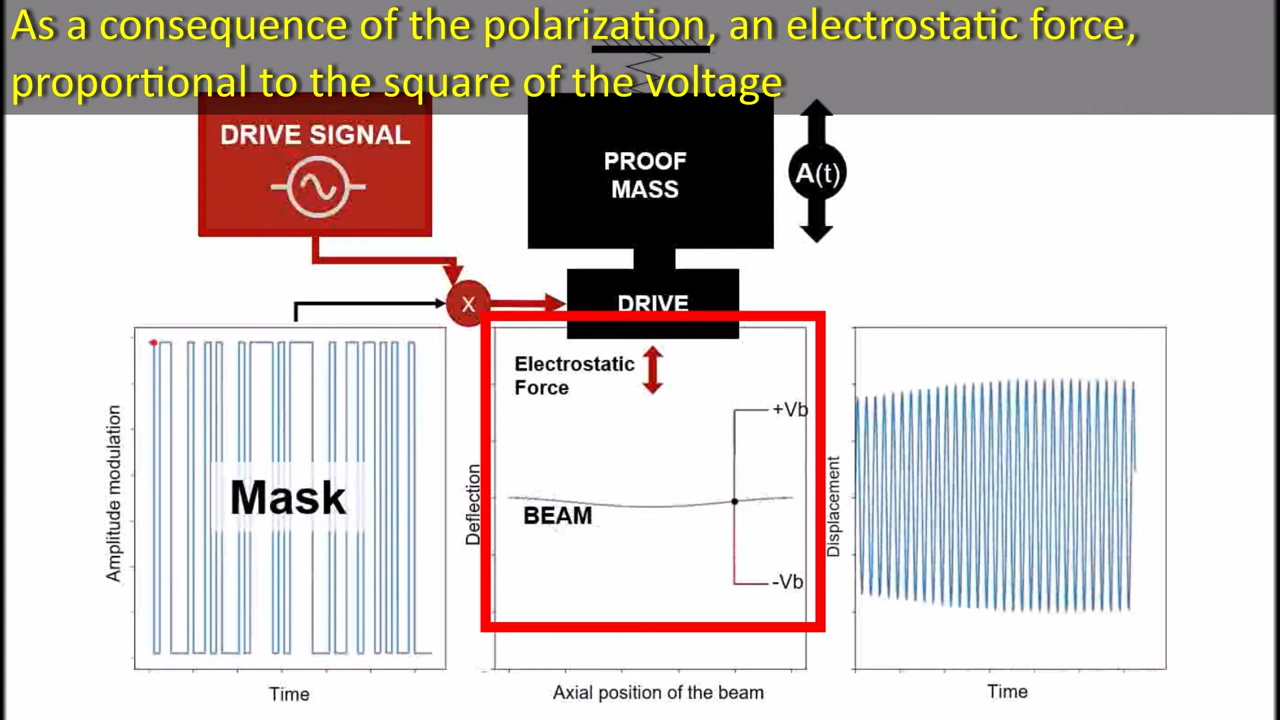 As a consequence of the polarization, an electrostatic force,
proportional to the square of the voltage
DRIVE SIGNAL
PROOF
MASS
A(t)
X
DRIVE
Electrostatic
Force
+Vb
BEAM
-Vb
Mask
Amplitude modulation
Deflection
Displacement
Time
Axial position of the beam
Time